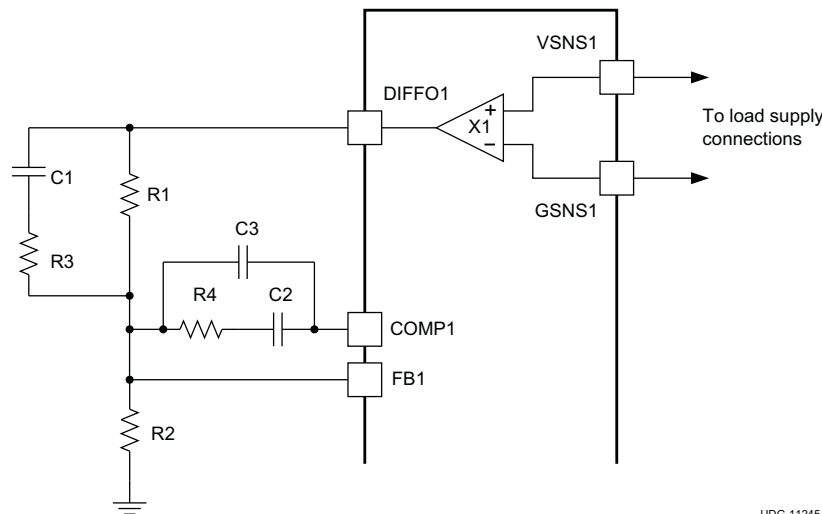 VSNS1
DIFFO1
+
X1
−
To load supply
connections
C1
R1
GSNS1
C3
R3
R4
C2
COMP1
FB1
R2